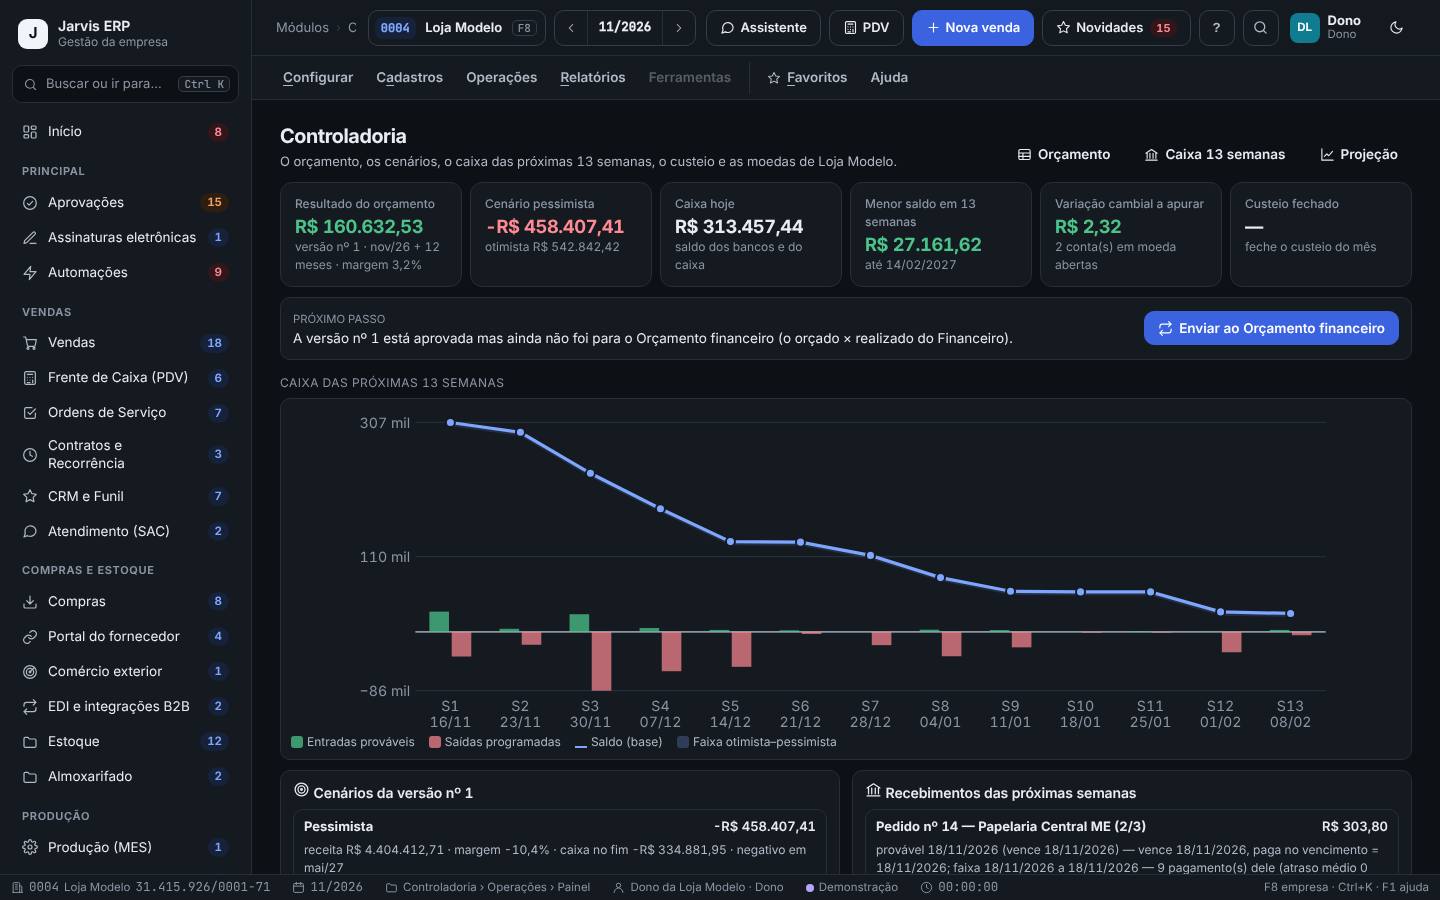 J
Jarvis ERP
Gestão da empresa
Buscar ou ir para...
Ctrl K
Início
8
PRINCIPAL
Aprovações
15
Assinaturas eletrônicas
1
Automações
9
VENDAS
Vendas
18
Frente de Caixa (PDV)
6
Ordens de Serviço
7
Contratos e
Recorrência
3
CRM e Funil
7
Atendimento (SAC)
2
COMPRAS E ESTOQUE
Compras
8
Portal do fornecedor
4
Comércio exterior
1
EDI e integrações B2B
2
Estoque
12
Almoxarifado
2
PRODUÇÃO
Produção (MES)
1
Módulos › C
0004 Loja Modelo F8
11/2026
Assistente
PDV
Nova venda
Novidades 15
?
DL
Dono
Dono
Configurar
Cadastros
Operações
Relatórios
Ferramentas
Favoritos
Ajuda
Controladoria
O orçamento, os cenários, o caixa das próximas 13 semanas, o custeio e as moedas de Loja Modelo.
Orçamento
Caixa 13 semanas
Projeção
Resultado do orçamento
R$ 160.632,53
versão nº 1 · nov/26 + 12
meses · margem 3,2%
Cenário pessimista
-R$ 458.407,41
otimista R$ 542.842,42
Caixa hoje
R$ 313.457,44
saldo dos bancos e do
caixa
Menor saldo em 13
semanas
R$ 27.161,62
até 14/02/2027
Variação cambial a apurar
R$ 2,32
2 conta(s) em moeda
abertas
Custeio fechado
—
feche o custeio do mês
PRÓXIMO PASSO
A versão nº 1 está aprovada mas ainda não foi para o Orçamento financeiro (o orçado × realizado do Financeiro).
Enviar ao Orçamento financeiro
CAIXA DAS PRÓXIMAS 13 SEMANAS
307 mil
110 mil
−86 mil
S1 S2 S3 S4 S5 S6 S7 S8 S9 S10 S11 S12 S13
16/11 23/11 30/11 07/12 14/12 21/12 28/12 04/01 11/01 18/01 25/01 01/02 08/02
Entradas prováveis
Saídas programadas
Saldo (base)
Faixa otimista–pessimista
Cenários da versão nº 1
Pessimista -R$ 458.407,41
receita R$ 4.404.412,71 · margem -10,4% · caixa no fim -R$ 334.881,95 · negativo em
mai/27
Recebimentos das próximas semanas
Pedido nº 14 — Papelaria Central ME (2/3) R$ 303,80
provável 18/11/2026 (vence 18/11/2026) — vence 18/11/2026, paga no vencimento =
18/11/2026; faixa 18/11/2026 a 18/11/2026 — 9 pagamento(s) dele (atraso médio 0
0004 Loja Modelo 31.415.926/0001-71
11/2026
Controladoria › Operações › Painel
Dono da Loja Modelo · Dono
Demonstração
00:00:00
F8 empresa · Ctrl+K · F1 ajuda